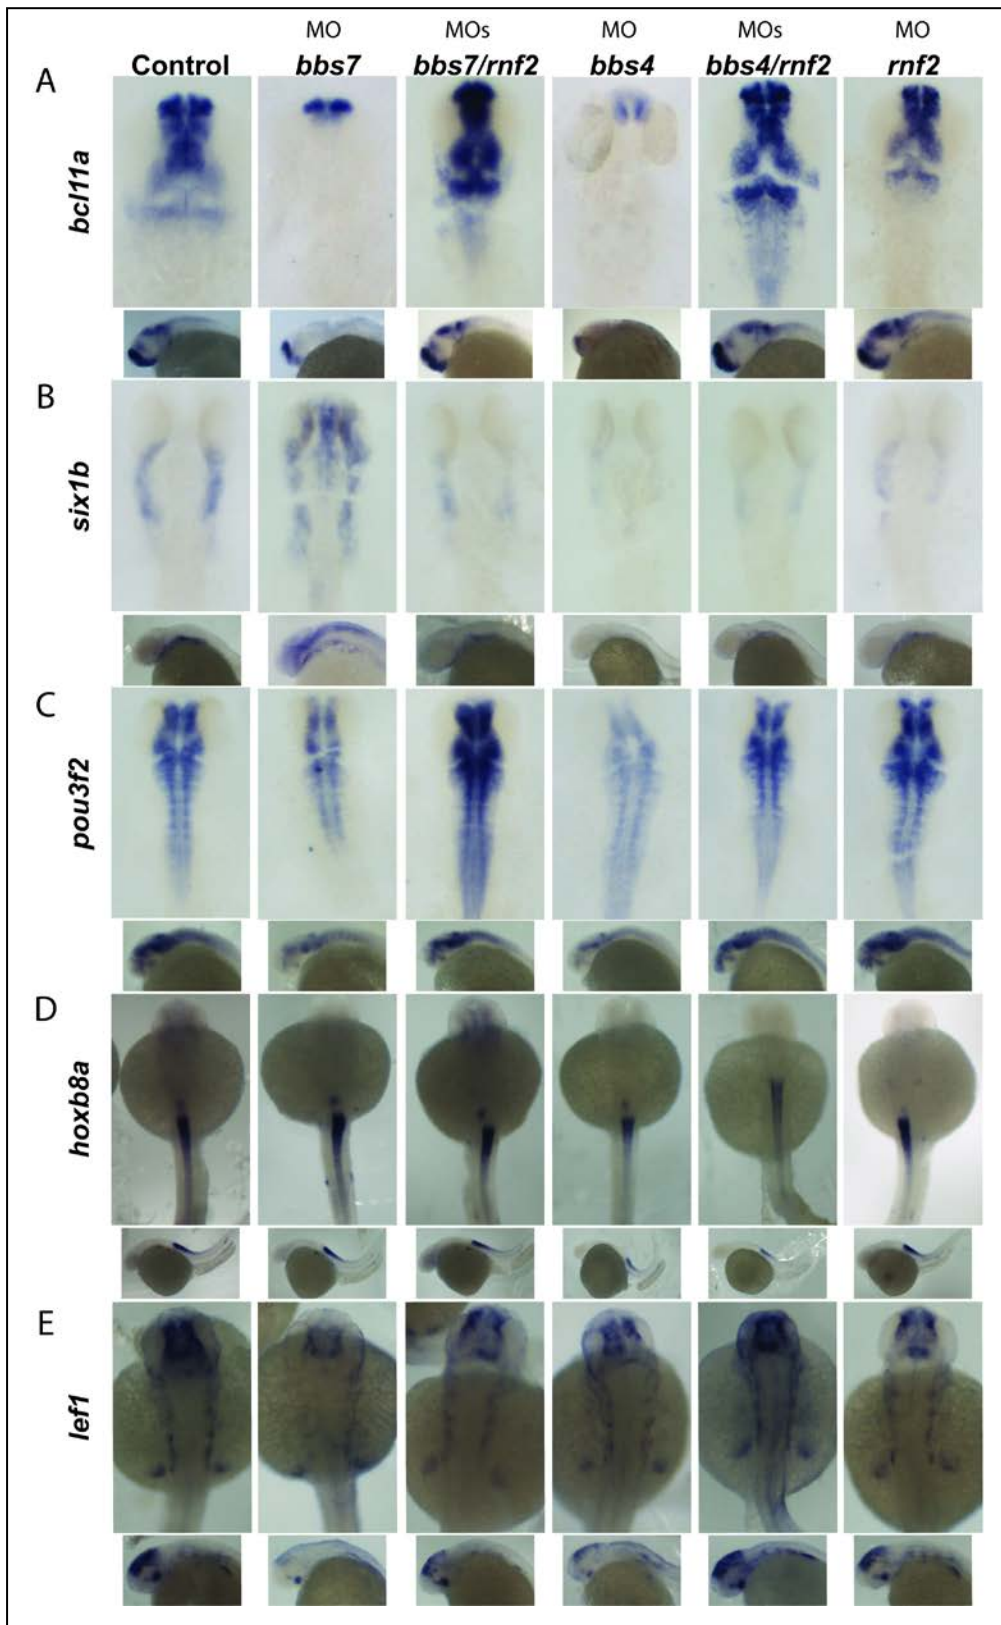 MO MOs MO MOs MO
Control bbs7 bbs7/rnf2 bbs4 bbs4/rnf2 rnf2
A
bcl11a
B
six1b
C
pou3f2
D
hoxb8a
E
lef1